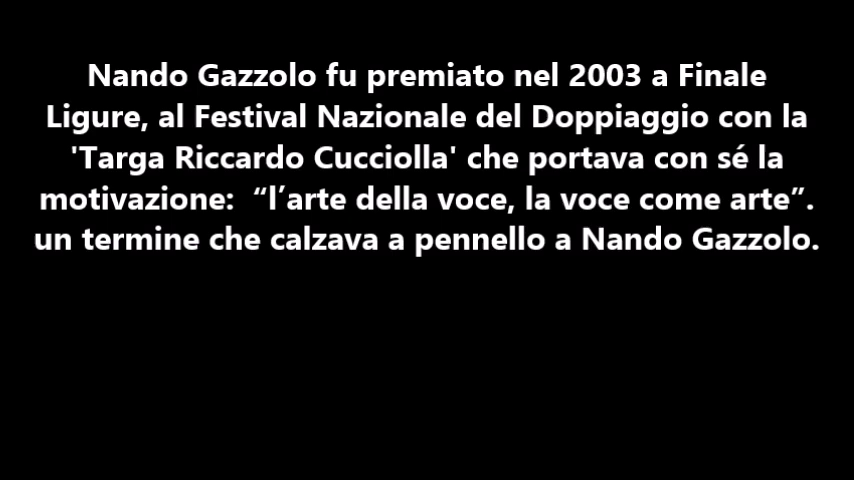 Nando Gazzolo fu premiato nel 2003 a Finale
Ligure, al Festival Nazionale del Doppiaggio con la
'Targa Riccardo Cucciolla' che portava con sé la
motivazione:  “l’arte della voce, la voce come arte”.
un termine che calzava a pennello a Nando Gazzolo.